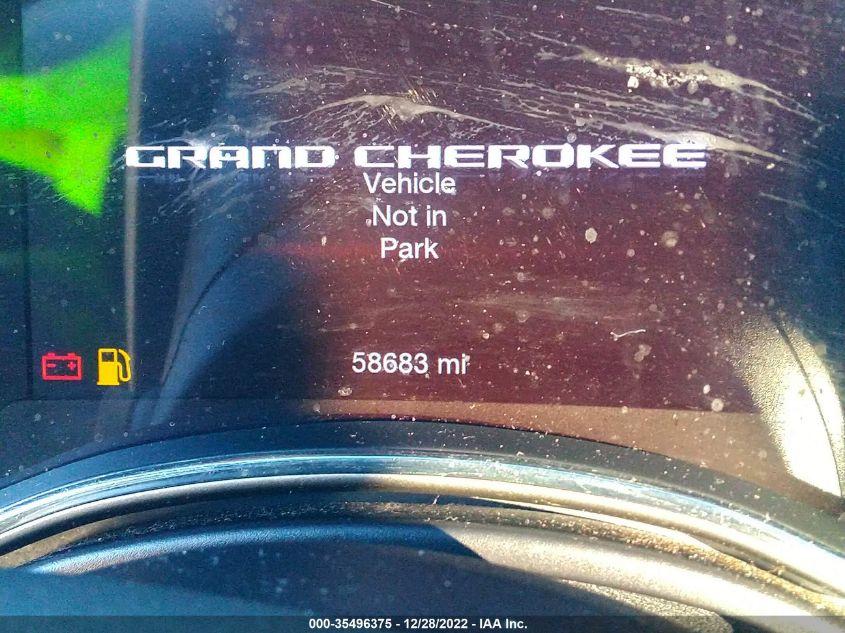 GRAND CHEROKEE
Vehicle
Not in
Park
58683 mi
000-35496375 - 12/28/2022 - IAA Inc.